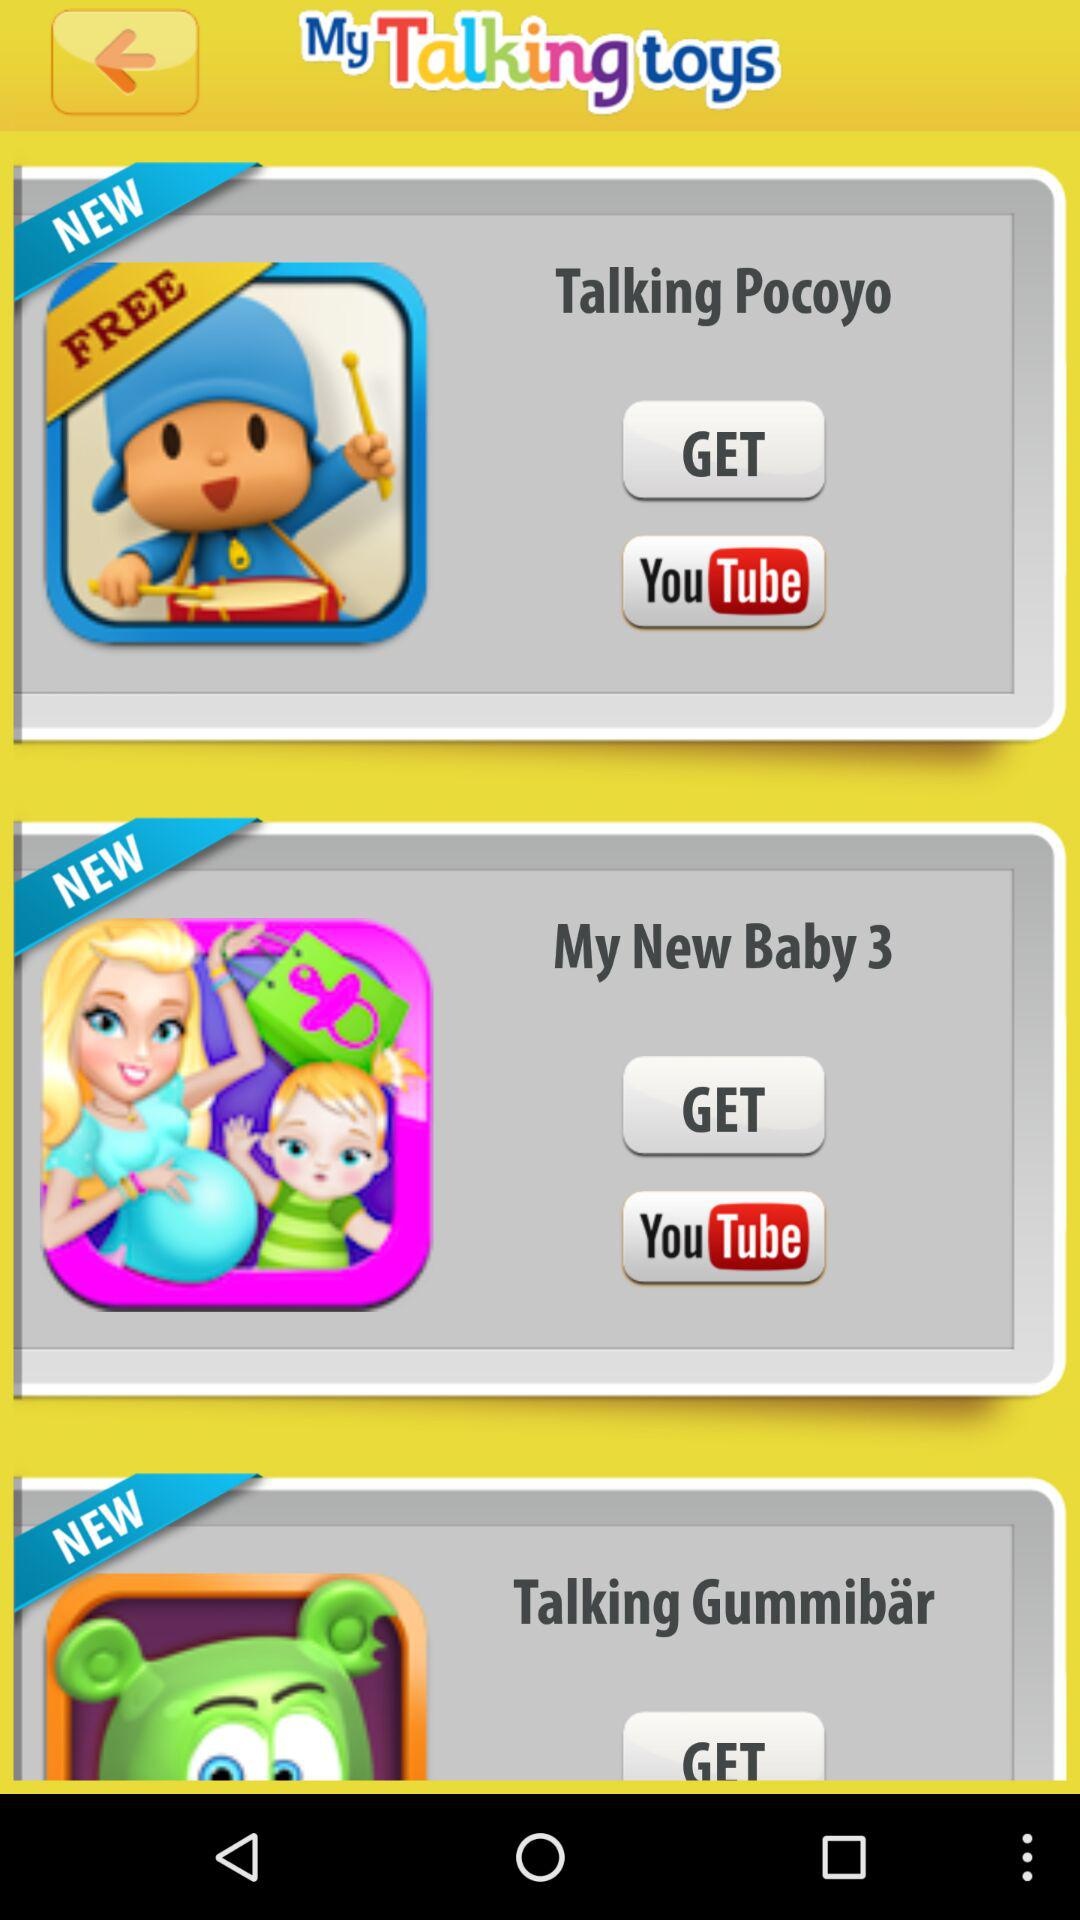 My Talking toys
NEW
FREE
Talking Pocoyo
GET
YouTube
NEW
My New Baby 3
GET
YouTube
NEW
Talking Gummibär
GET